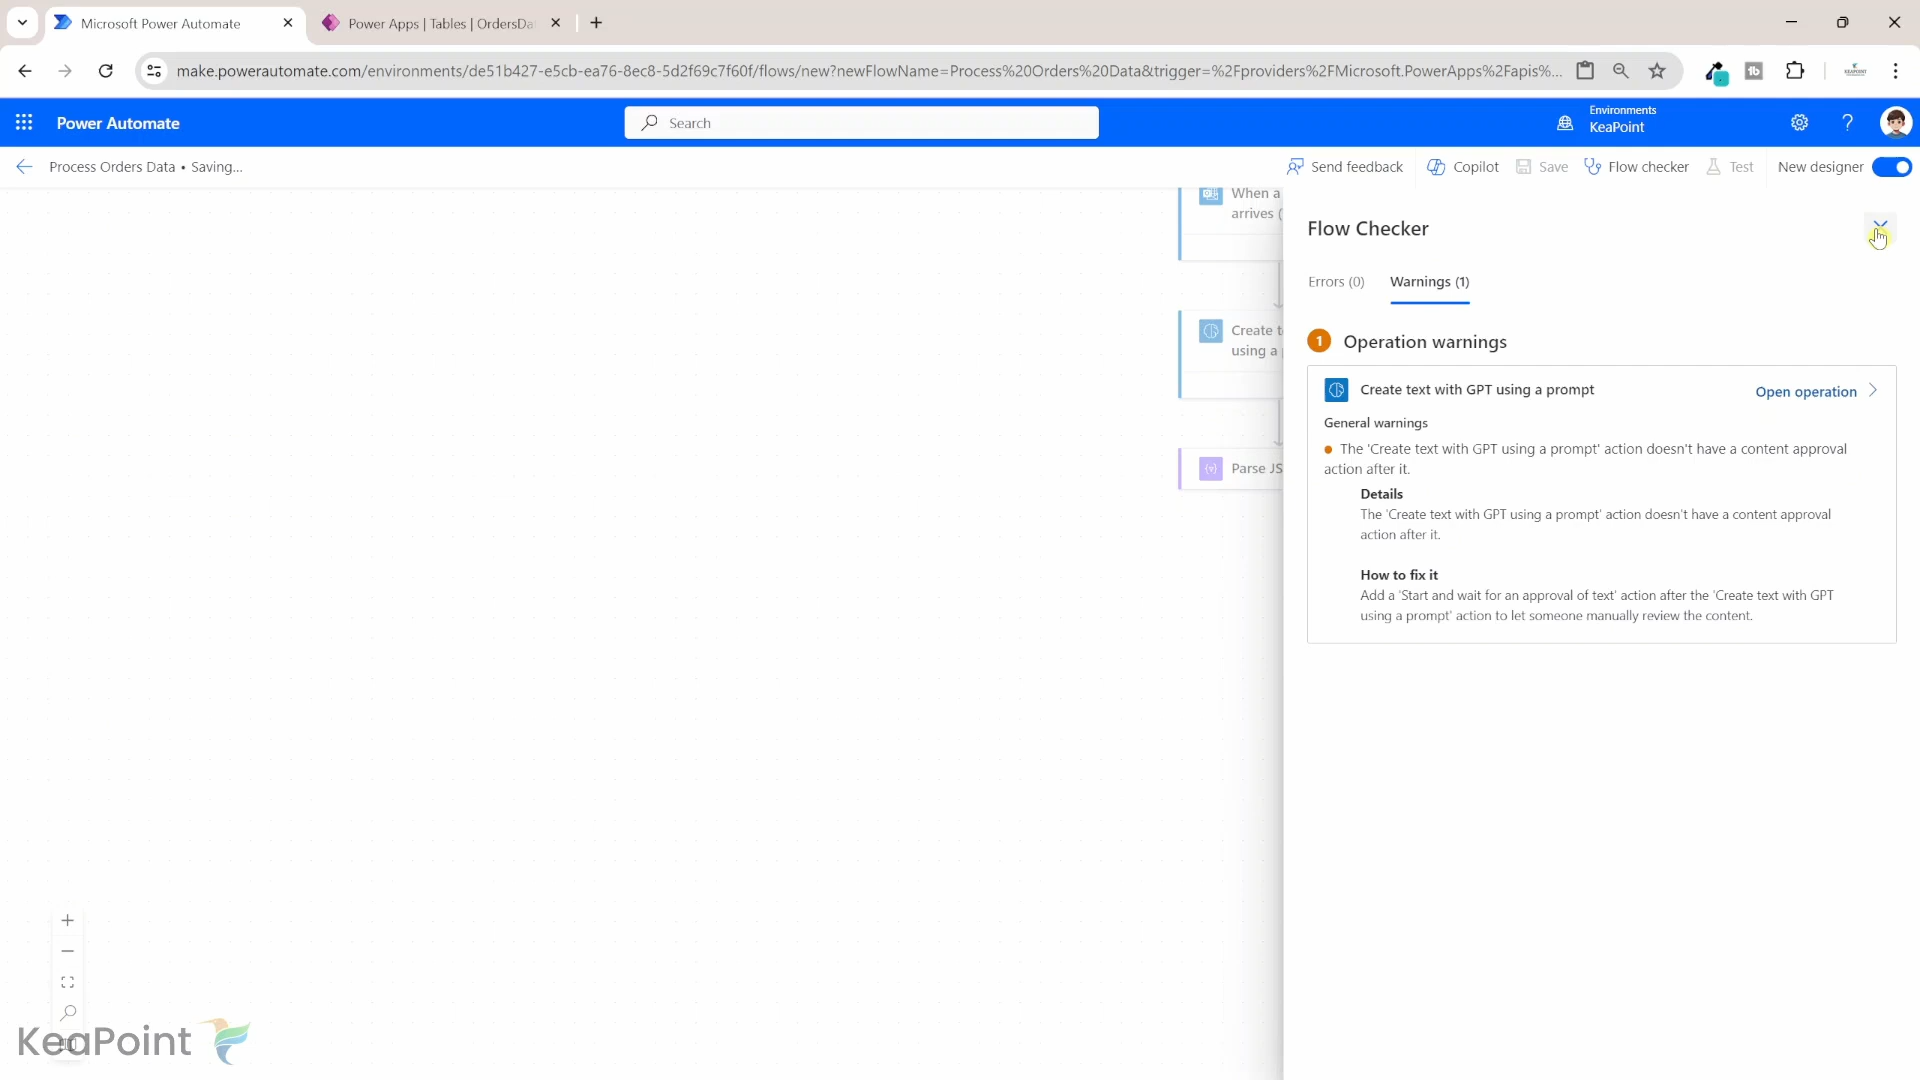 Microsoft Power Automate
Power Apps | Tables | OrdersDa
make.powerautomate.com/environments/de51b427-e5cb-ea76-8ec8-5d2f69c7f60f/flows/new?newFlowName=Process%20Orders%20Data&trigger=%2Fproviders%2FMicrosoft.PowerApps%2Fapis%...
Power Automate
Search
Environments
KeaPoint
Process Orders Data • Saving...
Send feedback
Copilot
Save
Flow checker
Test
New designer
When a
arrives (
Create t
using a p
Parse JS
Flow Checker
Errors (0)
Warnings (1)
1 Operation warnings
Create text with GPT using a prompt
Open operation
General warnings
The 'Create text with GPT using a prompt' action doesn't have a content approval
action after it.
Details
The 'Create text with GPT using a prompt' action doesn't have a content approval
action after it.
How to fix it
Add a 'Start and wait for an approval of text' action after the 'Create text with GPT
using a prompt' action to let someone manually review the content.
KeaPoint